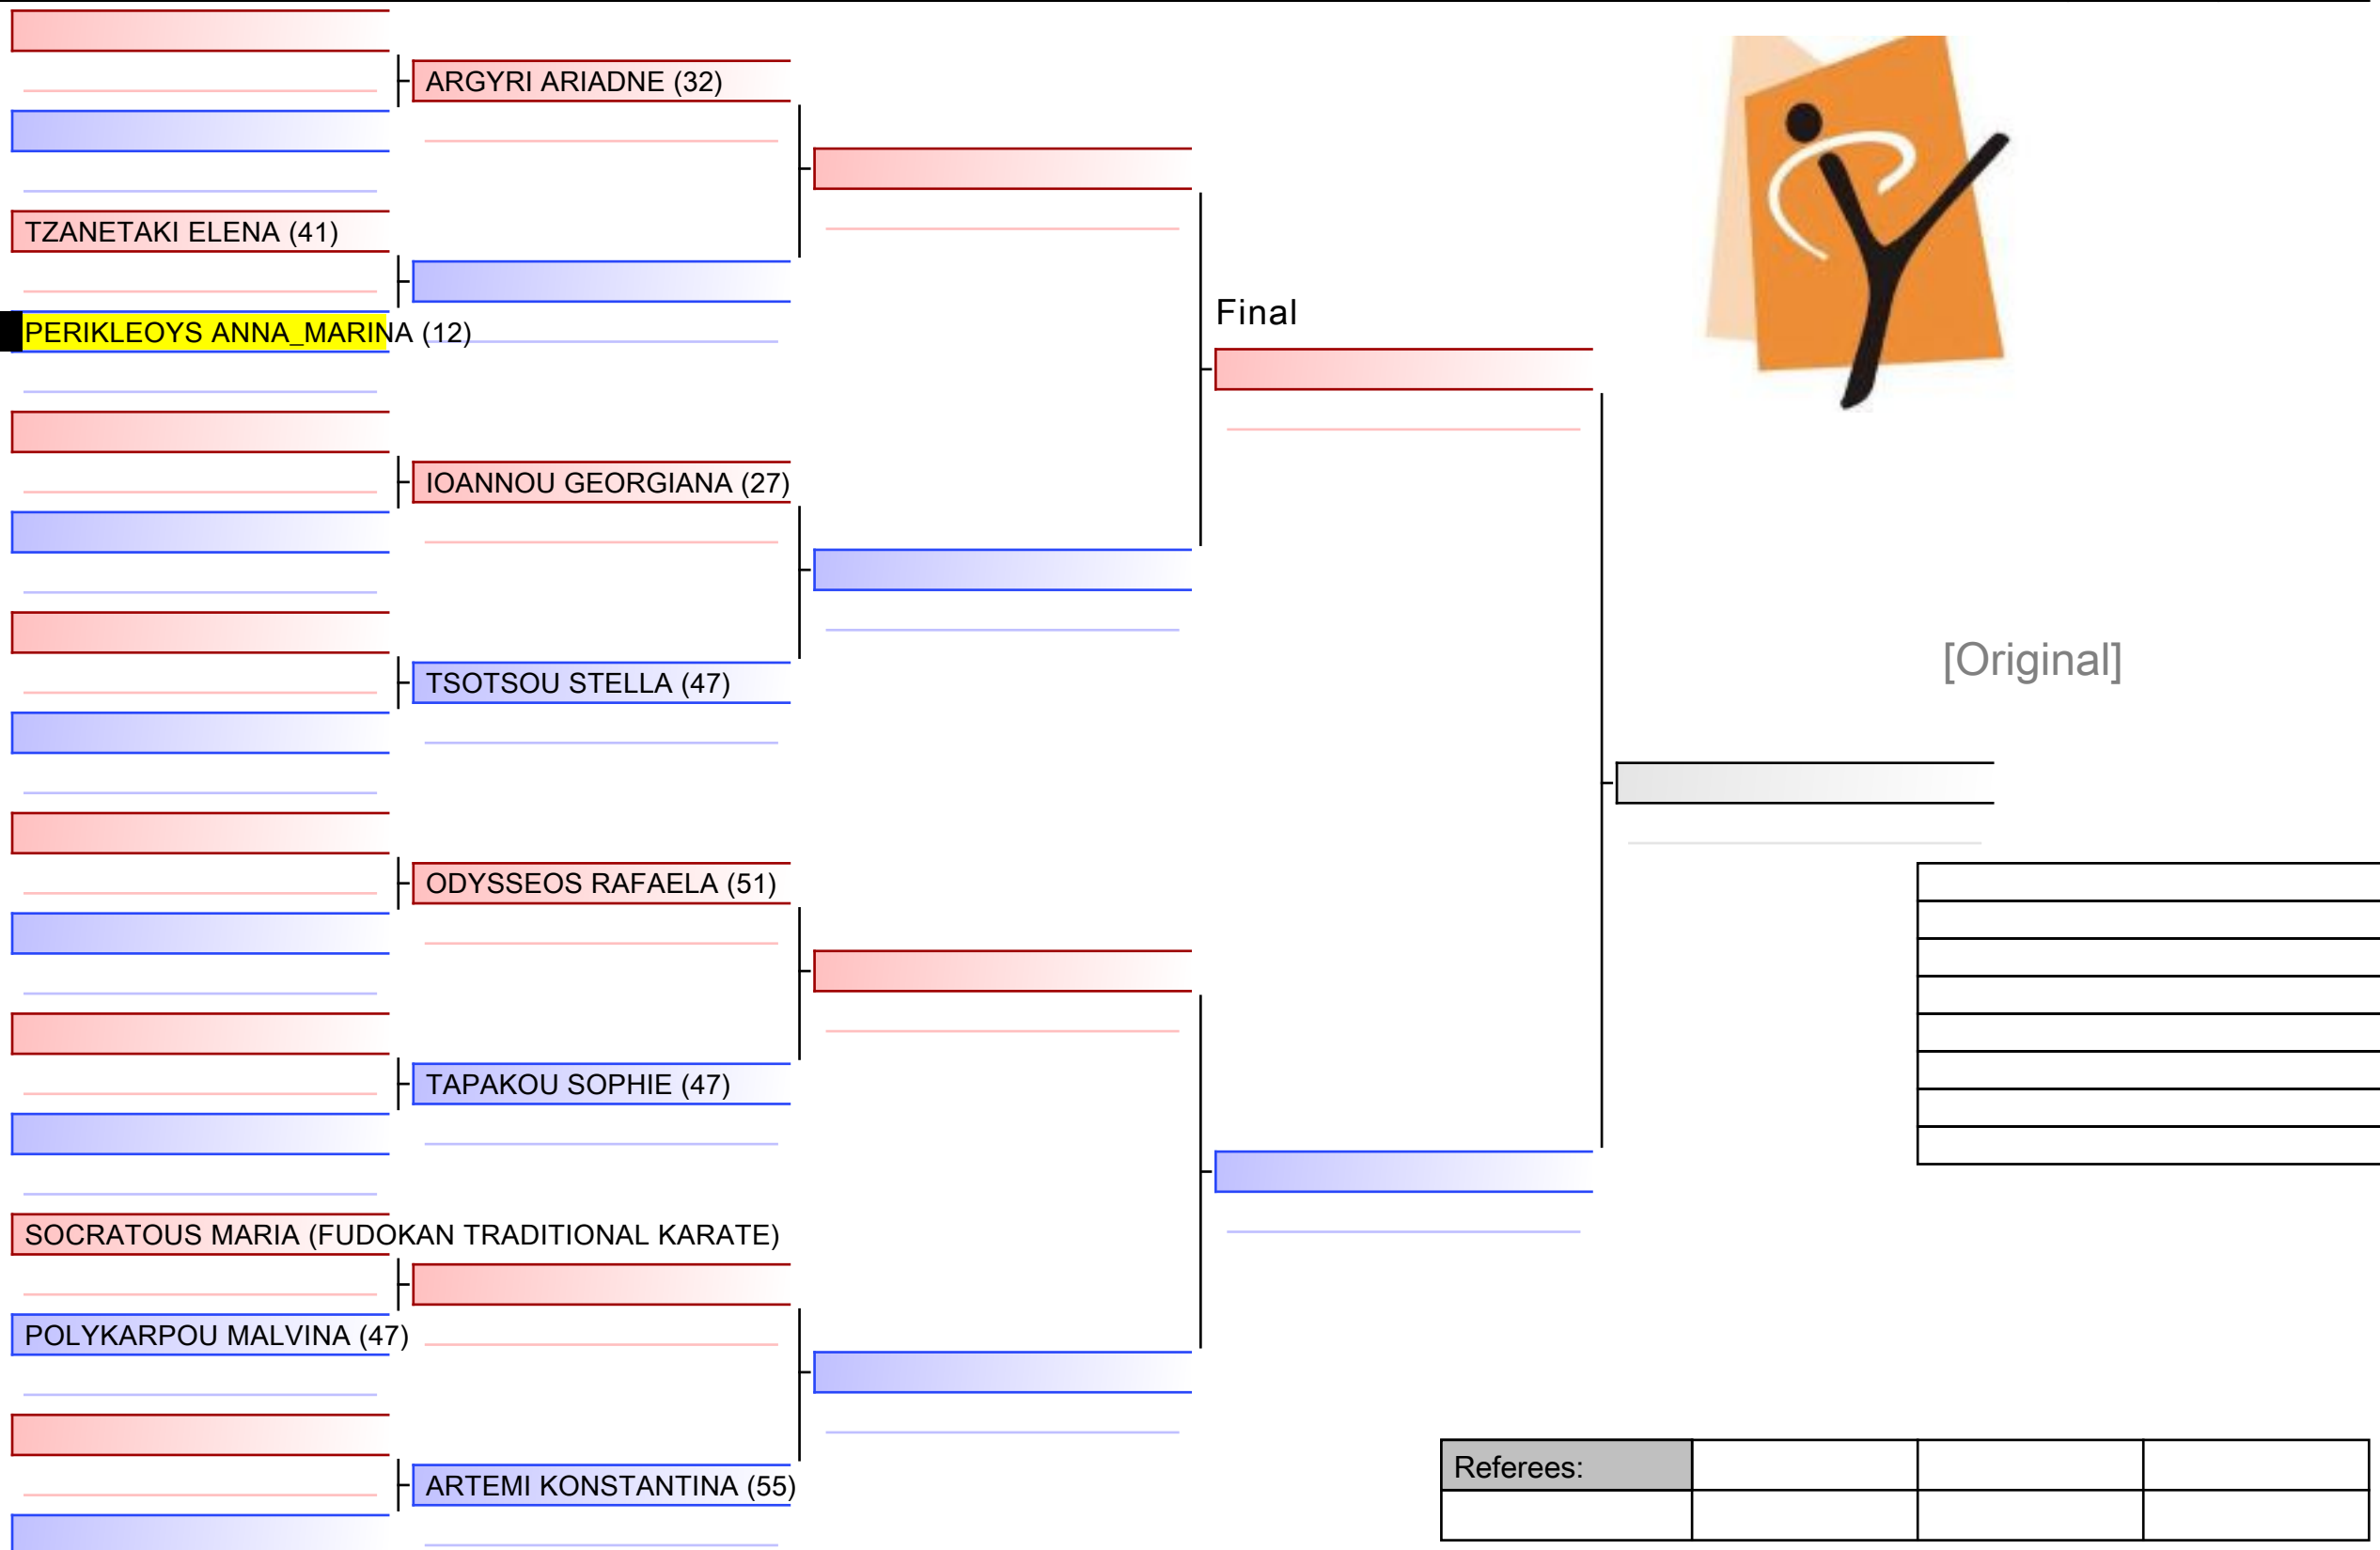 ARGYRI ARIADNE (32)
TZANETAKI ELENA (41)
PERIKLEOYS ANNA_MARINA (12)
Final
IOANNOU GEORGIANA (27)
TSOTSOU STELLA (47)
[Original]
ODYSSEOS RAFAELA (51)
TAPAKOU SOPHIE (47)
SOCRATOUS MARIA (FUDOKAN TRADITIONAL KARATE)
POLYKARPOU MALVINA (47)
ARTEMI KONSTANTINA (55)
Referees: